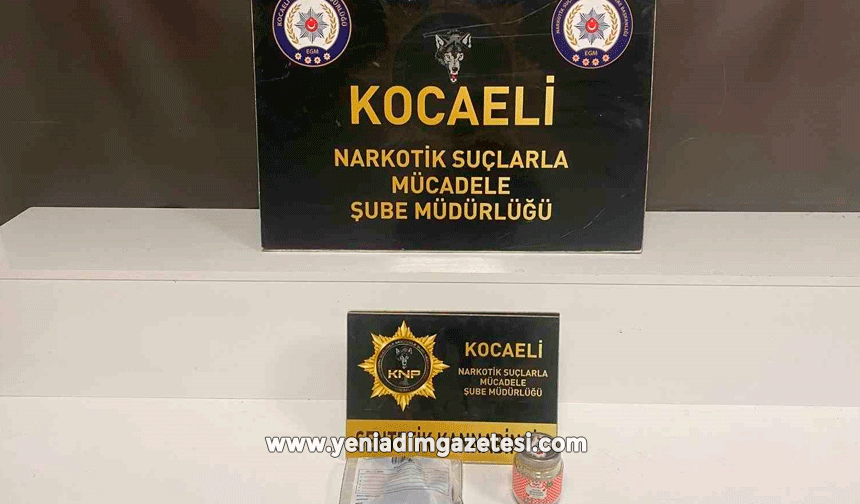 EGM
EGM
KOCAELİ
NARKOTİK SUÇLARLA
MÜCADELE
ŞUBE MÜDÜRLÜĞÜ
KNP
KOCAELİ
NARKOTİK SUÇLARLA
MÜCADELE
ŞUBE MÜDÜRLÜĞÜ
www.yeniadimgazetesi.com